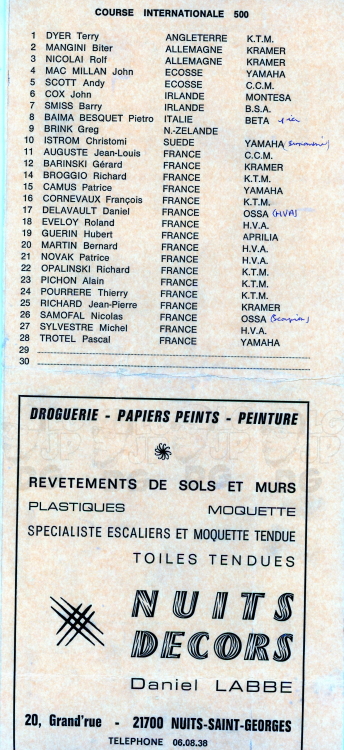 COURSE INTERNATIONALE 500
1 DYER Terry ANGLETERRE K.T.M.
2 MANGINI Biter ALLEMAGNE KRAMER
3 NICOLAI Rolf ALLEMAGNE KRAMER
4 MAC MILLAN John ECOSSE YAMAHA
5 SCOTT Andy ECOSSE C.C.M.
6 COX John IRLANDE MONTESA
7 SMISS Barry IRLANDE B.S.A.
8 BAIMA BESQUET Pietro ITALIE BETA
9 BRINK Greg N.-ZELANDE
10 ISTROM Christomi SUEDE YAMAHA
11 AUGUSTE Jean-Louis FRANCE C.C.M.
12 BARINSKI Gérard FRANCE KRAMER
14 BROGGIO Richard FRANCE K.T.M.
15 CAMUS Patrice FRANCE YAMAHA
16 CORNEVAUX François FRANCE K.T.M.
17 DELAVAULT Daniel FRANCE OSSA (HVA)
18 EVELOY Roland FRANCE H.V.A.
19 GUERIN Hubert FRANCE APRILIA
20 MARTIN Bernard FRANCE H.V.A.
21 NOVAK Patrice FRANCE H.V.A.
22 OPALINSKI Richard FRANCE K.T.M.
23 PICHON Alain FRANCE K.T.M.
24 POURRERE Thierry FRANCE K.T.M.
25 RICHARD Jean-Pierre FRANCE KRAMER
26 SAMOFAL Nicolas FRANCE OSSA
27 SYLVESTRE Michel FRANCE H.V.A.
28 TROTEL Pascal FRANCE YAMAHA
29
30
DROGUERIE - PAPIERS PEINTS - PEINTURE
REVETEMENTS DE SOLS ET MURS
PLASTIQUES MOQUETTE
SPECIALISTE ESCALIERS ET MOQUETTE TENDUE
TOILES TENDUES
NUITS
DECORS
Daniel LABBE
20, Grand'rue - 21700 NUITS-SAINT-GEORGES
TELEPHONE 06.08.38